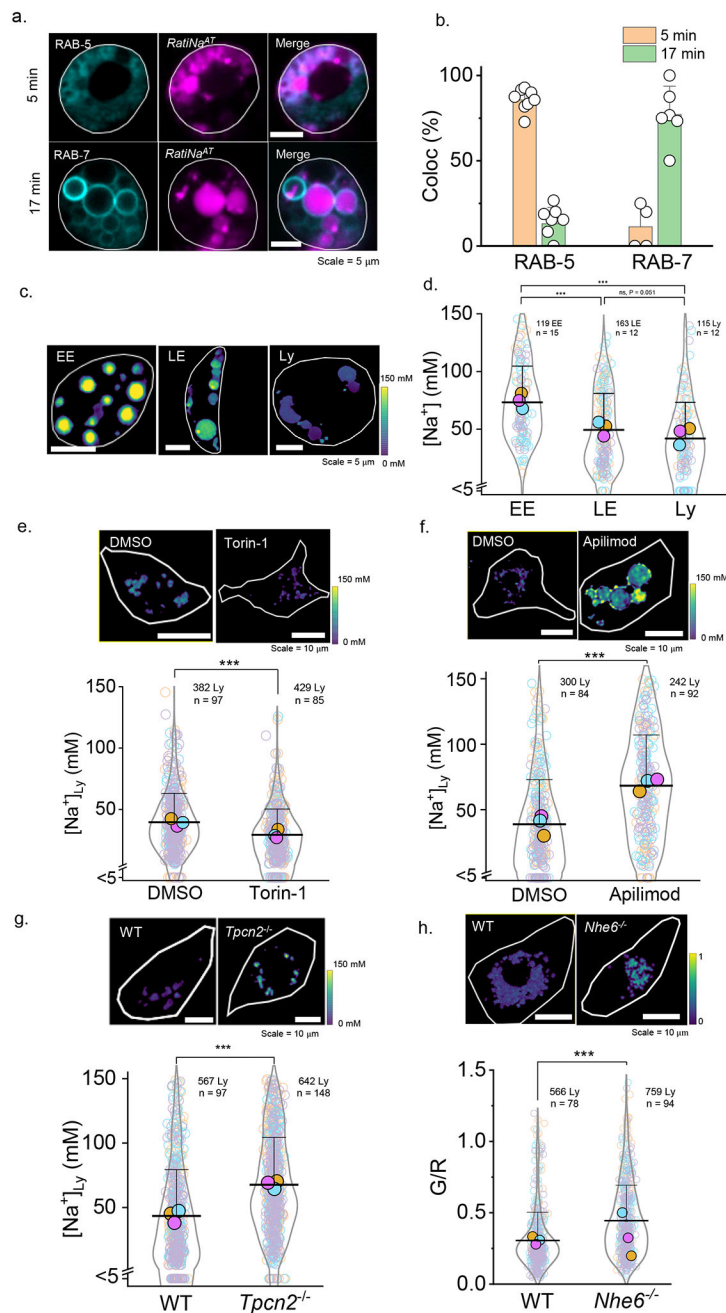 a.
RAB-5 RatiNa^AT Merge
5 min
RAB-7 RatiNa^AT Merge
17 min
Scale = 5 µm
b.
5 min
17 min
Coloc (%)
100
50
0
RAB-5 RAB-7
c.
EE LE Ly
150 mM
0 mM
Scale = 5 µm
d.
***
*** ns, P = 0.051
119 EE 163 LE 115 Ly
n = 15 n = 12 n = 12
[Na⁺] (mM)
150
100
50
<5
EE LE Ly
e.
DMSO Torin-1
150 mM
0 mM
Scale = 10 µm
***
382 Ly 429 Ly
n = 97 n = 85
[Na⁺]Ly (mM)
150
100
50
<5
DMSO Torin-1
f.
DMSO Apilimod
150 mM
0 mM
Scale = 10 µm
***
300 Ly 242 Ly
n = 84 n = 92
[Na⁺]Ly (mM)
150
100
50
<5
DMSO Apilimod
g.
WT Tpcn2⁻/⁻
150 mM
0 mM
Scale = 10 µm
***
567 Ly 642 Ly
n = 97 n = 148
[Na⁺]Ly (mM)
150
100
50
<5
WT Tpcn2⁻/⁻
h.
WT Nhe6⁻/⁻
1
0
Scale = 10 µm
***
566 Ly 759 Ly
n = 78 n = 94
G/R
1.5
1.0
0.5
0.0
WT Nhe6⁻/⁻